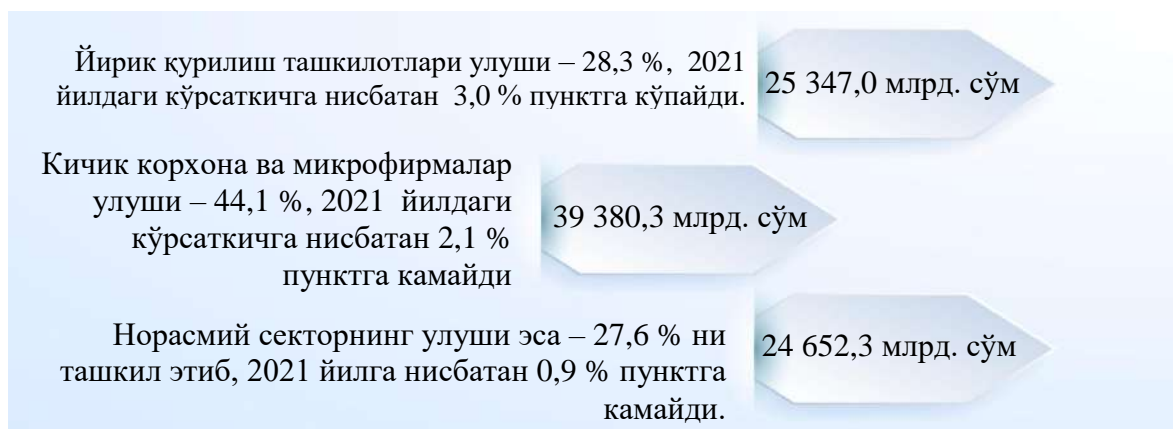 Йирик қурилиш ташкилотлари улуши – 28,3 %, 2021
йилдаги кўрсаткичга нисбатан 3,0 % пунктга кўпайди.
25 347,0 млрд. сўм
Кичик корхона ва микрофирмалар
улуши – 44,1 %, 2021 йилдаги
кўрсаткичга нисбатан 2,1 %
пунктга камайди
39 380,3 млрд. сўм
Норасмий секторнинг улуши эса – 27,6 % ни
ташкил этиб, 2021 йилга нисбатан 0,9 % пунктга
камайди.
24 652,3 млрд. сўм